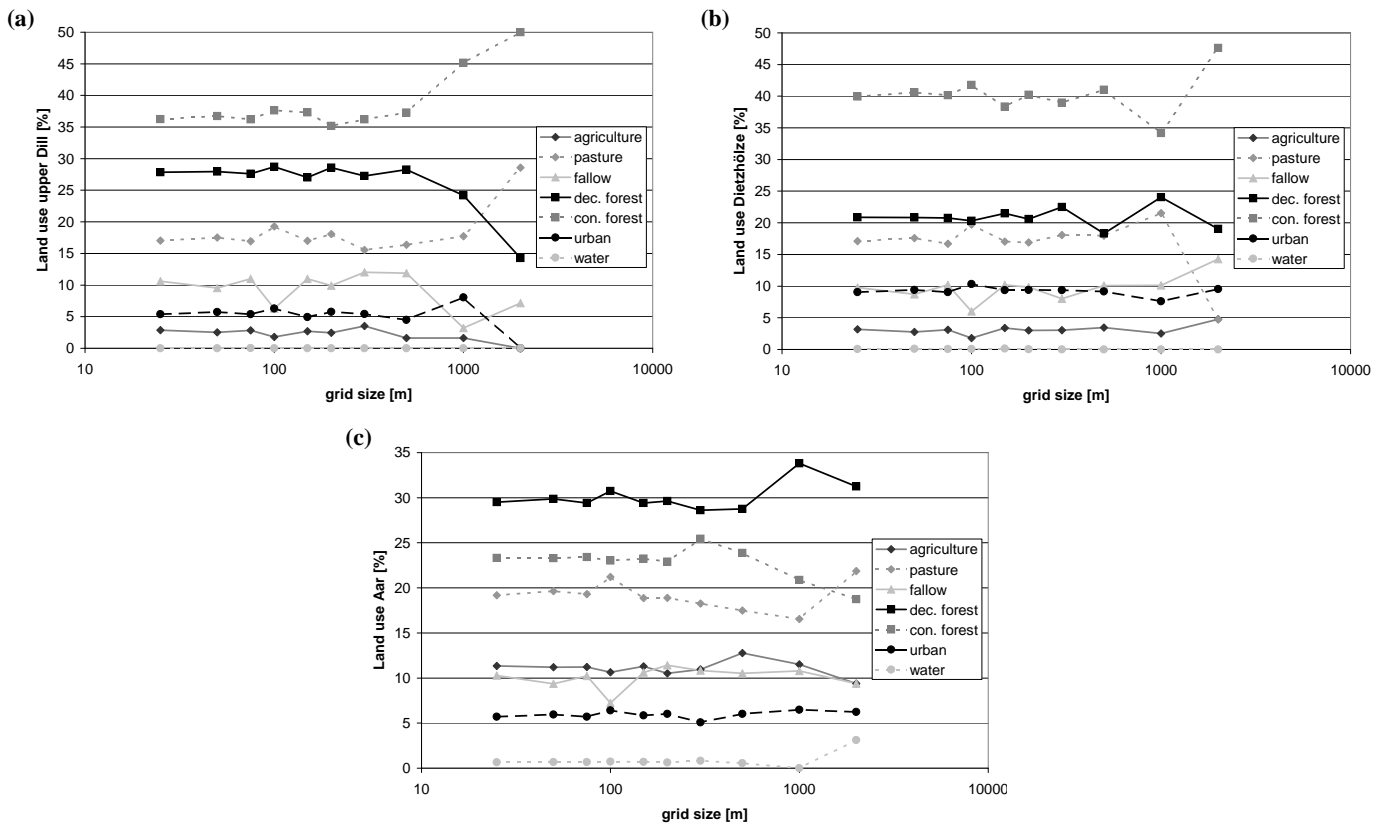 (a)
Land use upper Dill [%]
50
45
40
35
30
25
20
15
10
5
0
10
100
1000
10000
grid size [m]
agriculture
pasture
fallow
dec. forest
con. forest
urban
water
(b)
Land use Dietzhölze [%]
50
45
40
35
30
25
20
15
10
5
0
10
100
1000
10000
grid size [m]
agriculture
pasture
fallow
dec. forest
con. forest
urban
water
(c)
Land use Aar [%]
35
30
25
20
15
10
5
0
10
100
1000
10000
grid size [m]
agriculture
pasture
fallow
dec. forest
con. forest
urban
water